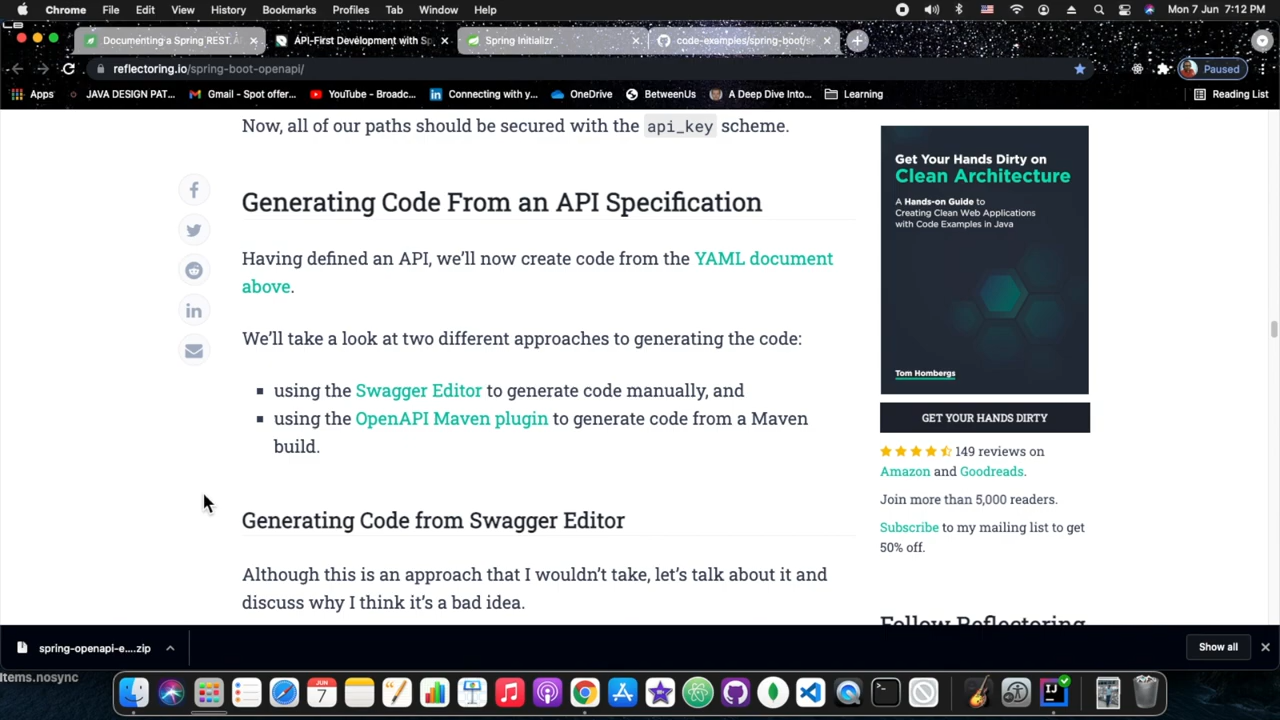 Chrome File Edit View History Bookmarks Profiles Tab Window Help Mon 7 Jun 7:12 PM
Documenting a Spring REST A API-First Development with Sp Spring Initializr code-examples/spring-boot/s
reflectoring.io/spring-boot-openapi/ Paused
Apps JAVA DESIGN PAT... Gmail - Spot offer... YouTube - Broadc... Connecting with y... OneDrive BetweenUs A Deep Dive Into... Learning Reading List
Now, all of our paths should be secured with the api_key scheme.
Generating Code From an API Specification
Having defined an API, we'll now create code from the YAML document
above.
We'll take a look at two different approaches to generating the code:
▪ using the Swagger Editor to generate code manually, and
▪ using the OpenAPI Maven plugin to generate code from a Maven
build.
Generating Code from Swagger Editor
Although this is an approach that I wouldn't take, let's talk about it and
discuss why I think it's a bad idea.
Get Your Hands Dirty on
Clean Architecture
A Hands-on Guide to
Creating Clean Web Applications
with Code Examples in Java
Tom Hombergs
GET YOUR HANDS DIRTY
149 reviews on
Amazon and Goodreads.
Join more than 5,000 readers.
Subscribe to my mailing list to get
50% off.
Follow Reflectoring
spring-openapi-e....zip Show all
Items.nosync
JUN
7